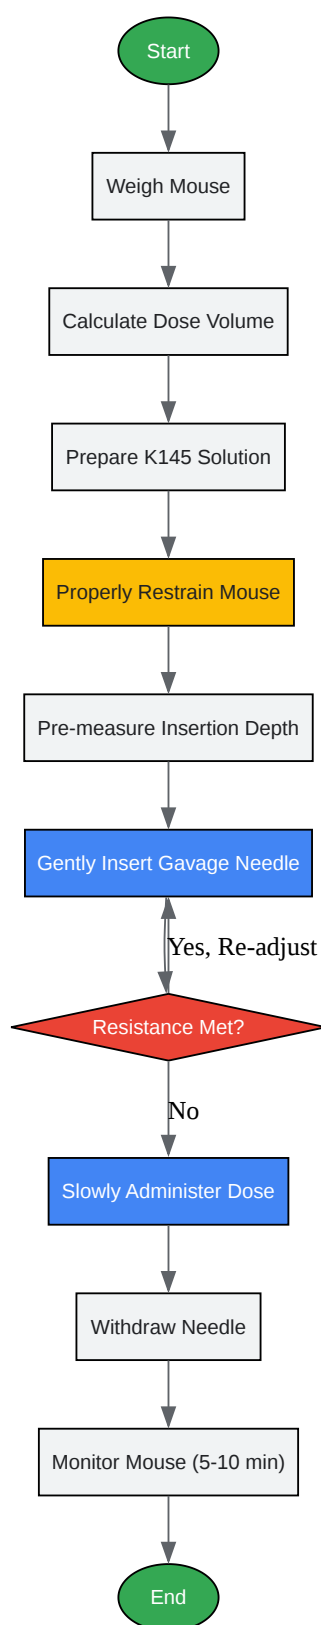 Start
Weigh Mouse
Calculate Dose Volume
Prepare K145 Solution
Properly Restrain Mouse
Pre-measure Insertion Depth
Gently Insert Gavage Needle
Yes, Re-adjust
Resistance Met?
No
Slowly Administer Dose
Withdraw Needle
Monitor Mouse (5-10 min)
End